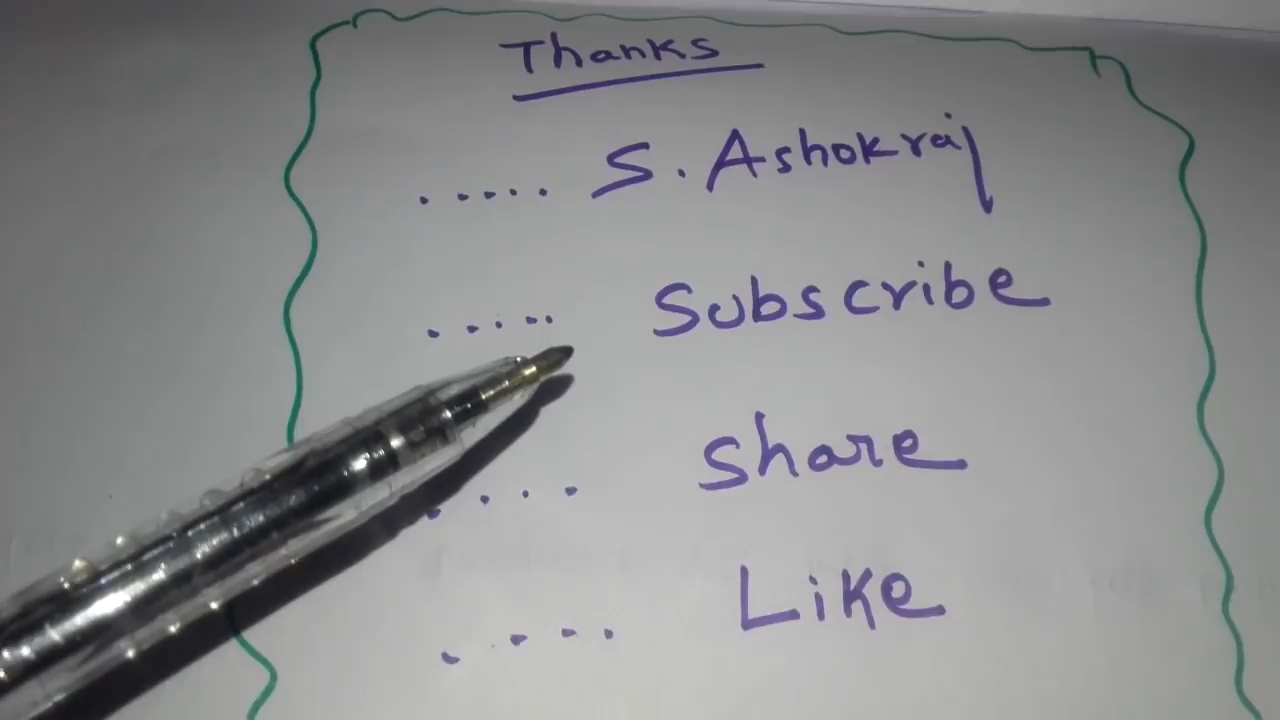 Thanks
..... S. Ashokraj
..... Subscribe
.... Share
.... Like